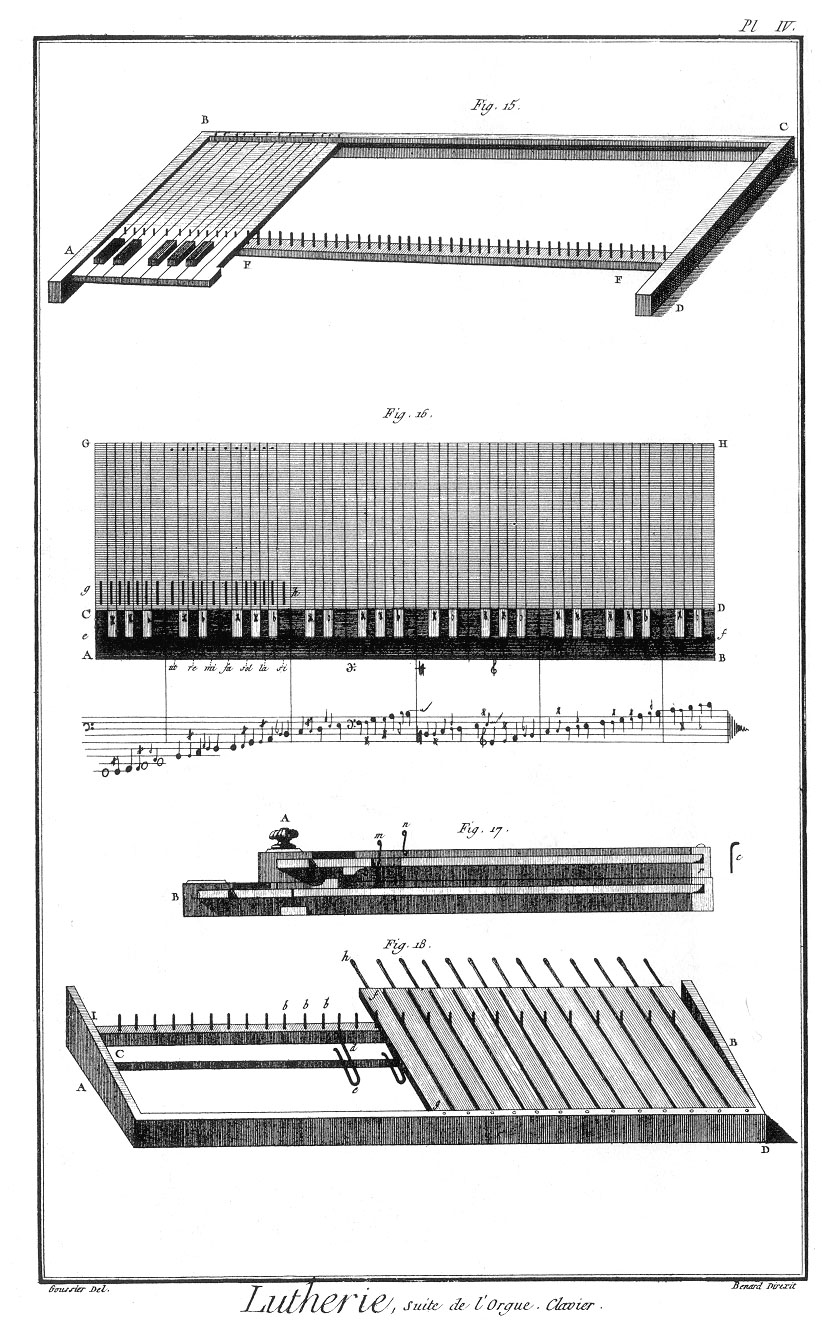 Pl IV.
Fig. 15.
B
C
A
F
F
D
Fig. 16.
G
H
g
h
C
D
e
f
A
B
ut re mi fa sol la si
Fig. 17.
A
m
n
c
r
B
Fig. 18.
h
f
I
b b b
d
C
B
A
e
g
D
Goussier Del.
Benard Direxit
Lutherie, suite de l'Orgue. Clavier.